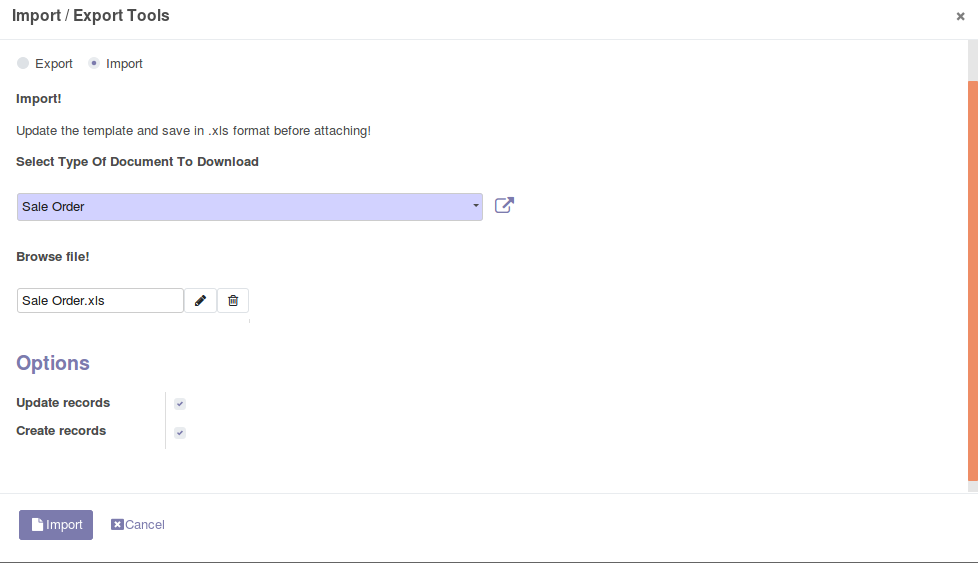 Import / Export Tools
Export Import
Import!
Update the template and save in .xls format before attaching!
Select Type Of Document To Download
Sale Order
Browse file!
Sale Order.xls
Options
Update records
Create records
Import Cancel